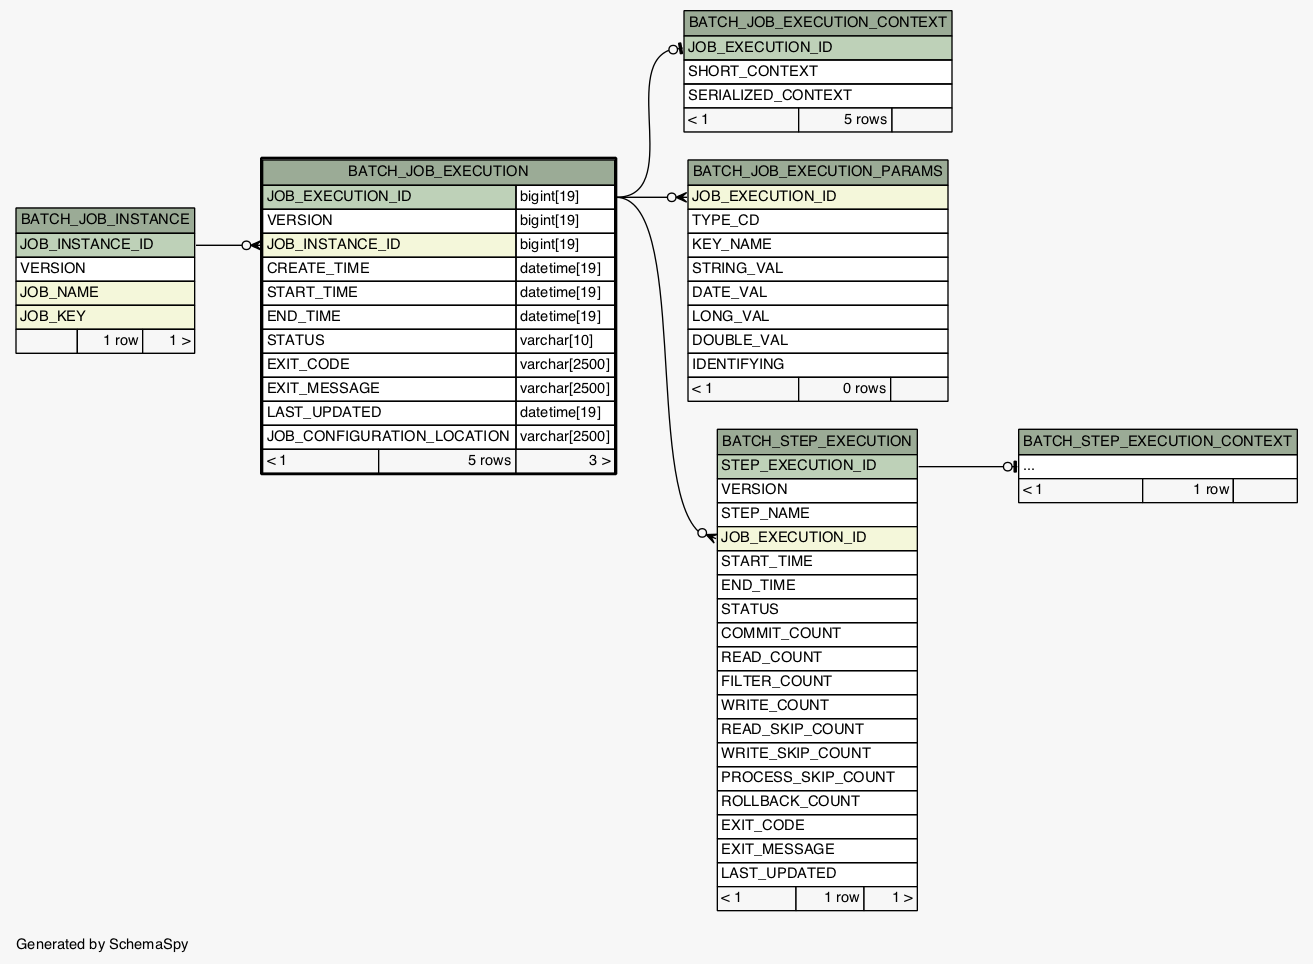 BATCH_JOB_EXECUTION_CONTEXT
JOB_EXECUTION_ID
SHORT_CONTEXT
SERIALIZED_CONTEXT
< 1 5 rows
BATCH_JOB_INSTANCE
JOB_INSTANCE_ID
VERSION
JOB_NAME
JOB_KEY
1 row 1 >
BATCH_JOB_EXECUTION
JOB_EXECUTION_ID bigint[19]
VERSION bigint[19]
JOB_INSTANCE_ID bigint[19]
CREATE_TIME datetime[19]
START_TIME datetime[19]
END_TIME datetime[19]
STATUS varchar[10]
EXIT_CODE varchar[2500]
EXIT_MESSAGE varchar[2500]
LAST_UPDATED datetime[19]
JOB_CONFIGURATION_LOCATION varchar[2500]
< 1 5 rows 3 >
BATCH_JOB_EXECUTION_PARAMS
JOB_EXECUTION_ID
TYPE_CD
KEY_NAME
STRING_VAL
DATE_VAL
LONG_VAL
DOUBLE_VAL
IDENTIFYING
< 1 0 rows
BATCH_STEP_EXECUTION
STEP_EXECUTION_ID
VERSION
STEP_NAME
JOB_EXECUTION_ID
START_TIME
END_TIME
STATUS
COMMIT_COUNT
READ_COUNT
FILTER_COUNT
WRITE_COUNT
READ_SKIP_COUNT
WRITE_SKIP_COUNT
PROCESS_SKIP_COUNT
ROLLBACK_COUNT
EXIT_CODE
EXIT_MESSAGE
LAST_UPDATED
< 1 1 row 1 >
BATCH_STEP_EXECUTION_CONTEXT
...
< 1 1 row
Generated by SchemaSpy